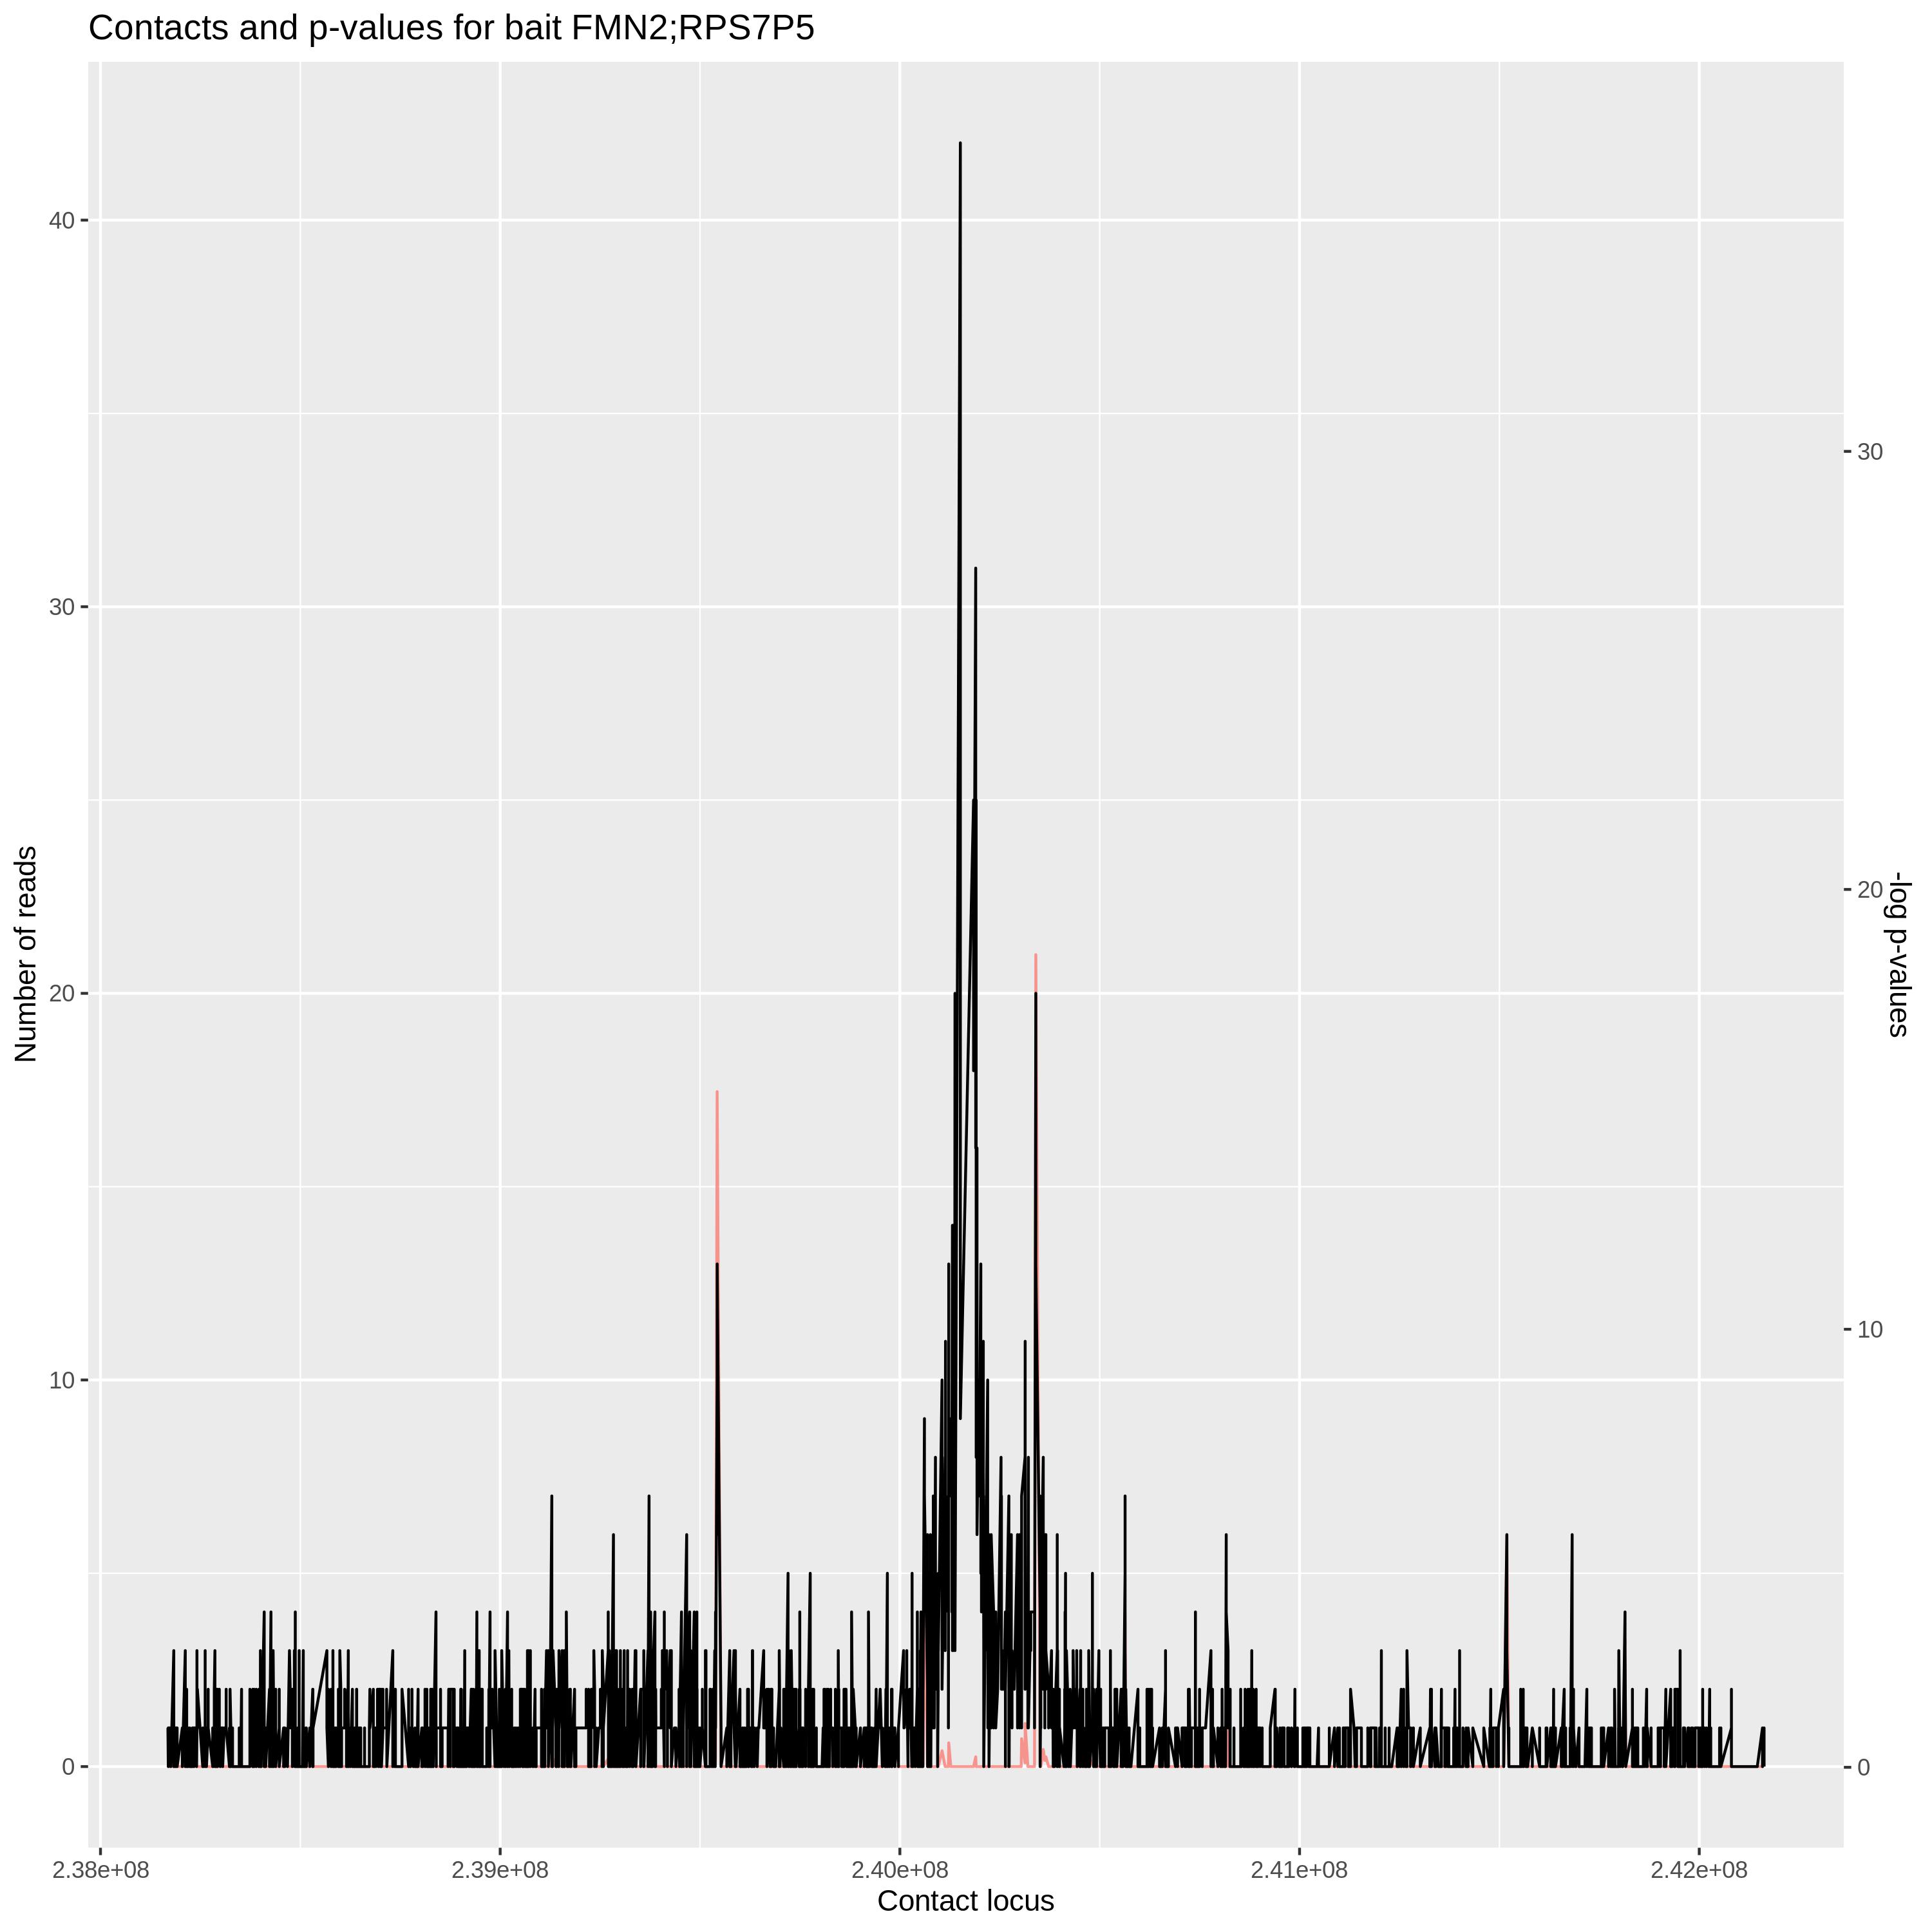 Contacts and p-values for bait FMN2;RPS7P5
40
30
20
10
0
Number of reads
30
20
10
0
-log p-values
2.38e+08
2.39e+08
2.40e+08
2.41e+08
2.42e+08
Contact locus